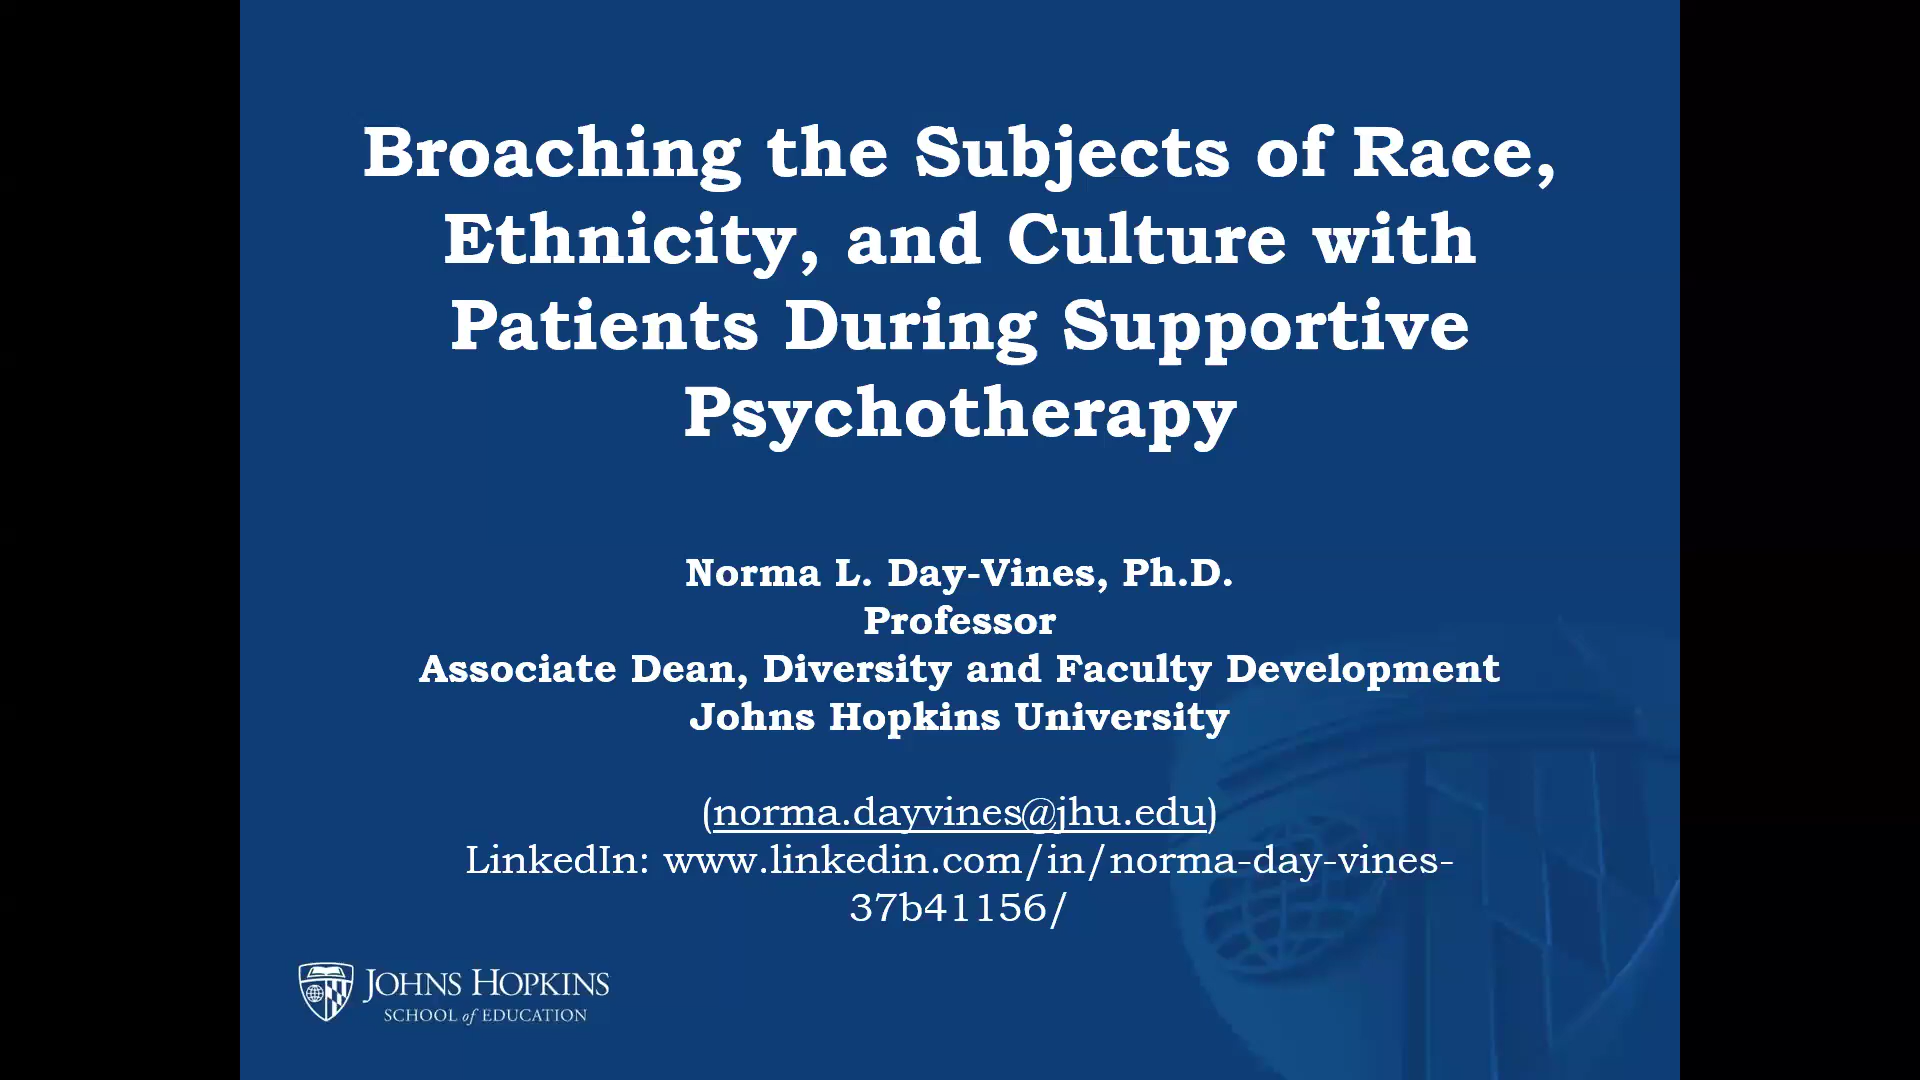 Broaching the Subjects of Race,
Ethnicity, and Culture with
Patients During Supportive
Psychotherapy
Norma L. Day-Vines, Ph.D.
Professor
Associate Dean, Diversity and Faculty Development
Johns Hopkins University
(norma.dayvines@jhu.edu)
LinkedIn: www.linkedin.com/in/norma-day-vines-
37b41156/
JOHNS HOPKINS
SCHOOL of EDUCATION